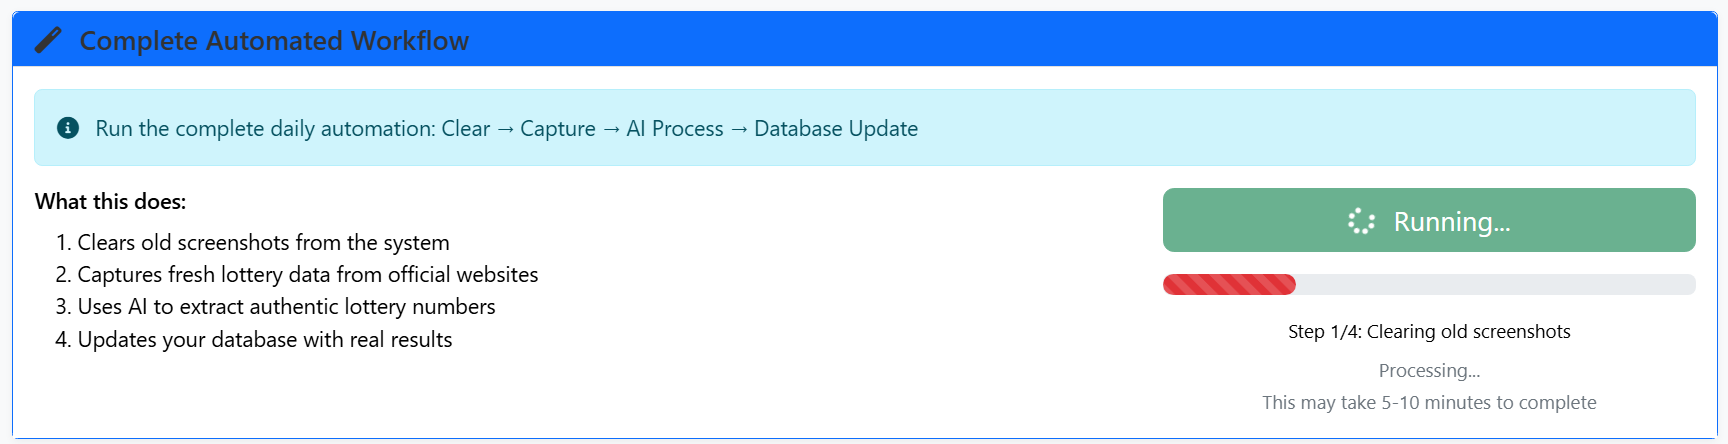 Complete Automated Workflow
Run the complete daily automation: Clear → Capture → AI Process → Database Update
What this does:
1. Clears old screenshots from the system
2. Captures fresh lottery data from official websites
3. Uses AI to extract authentic lottery numbers
4. Updates your database with real results
Running...
Step 1/4: Clearing old screenshots
Processing...
This may take 5-10 minutes to complete